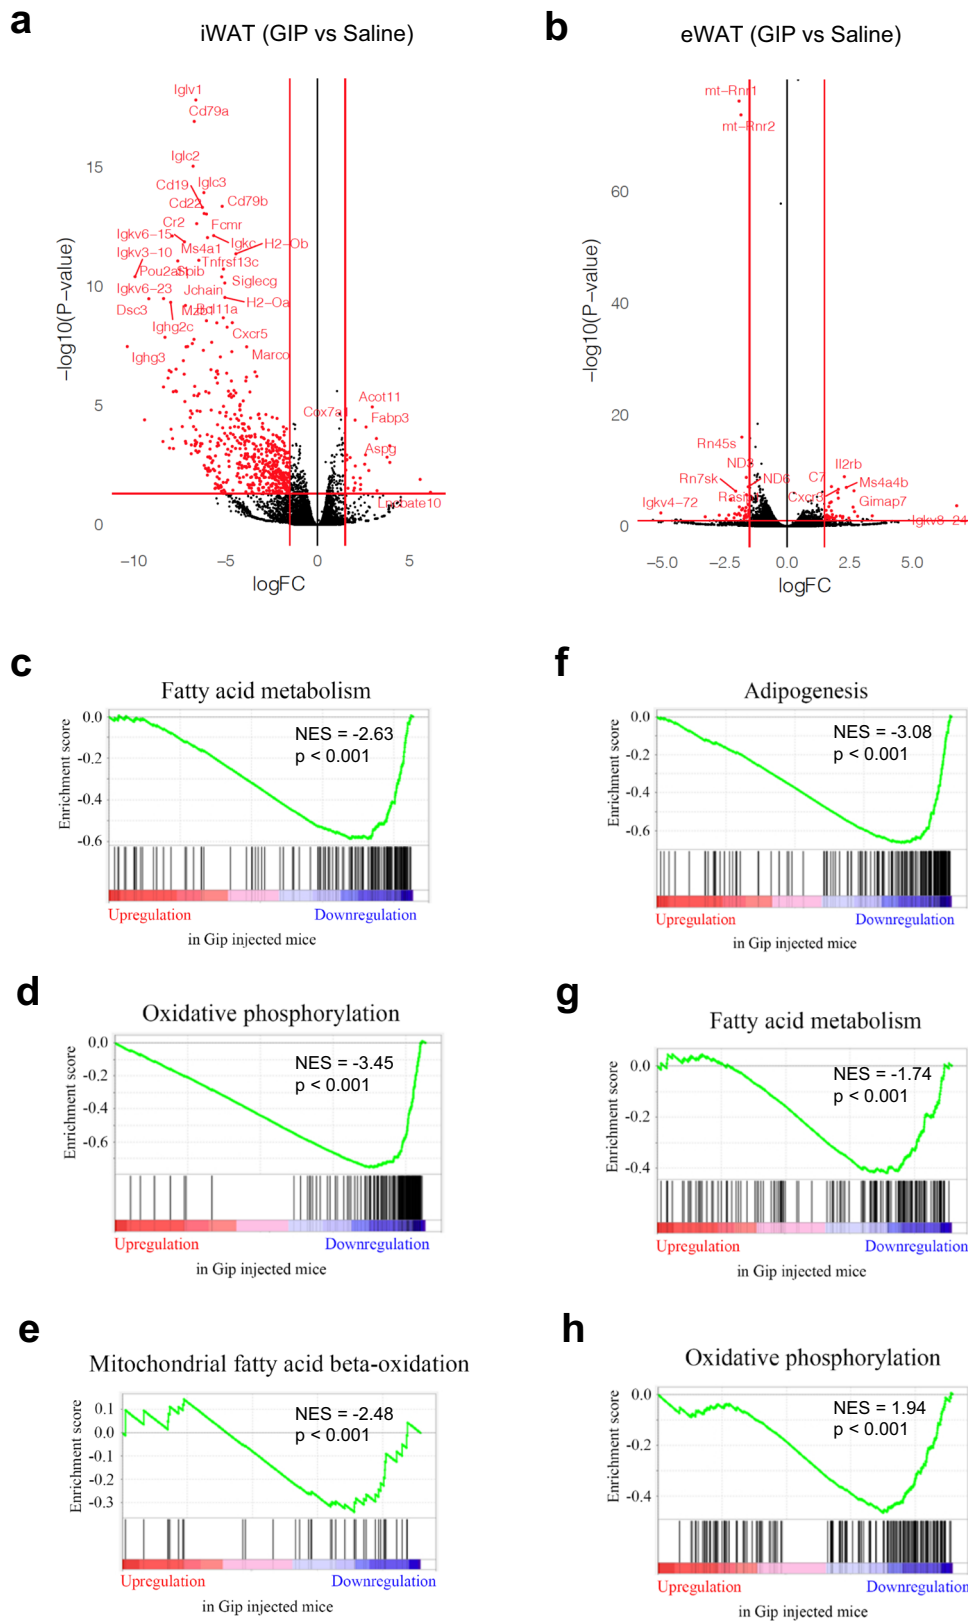 a
iWAT (GIP vs Saline)
Iglv1
Cd79a
Iglc2
Cd19
Iglc3
Cd22
Cd79b
Cr2
Fcmr
Igkv6-15
Igkc
H2-Ob
Igkv3-10
Ms4a1
Tnfrsf13c
Pou2af1
Spib
Siglecg
Igkv6-23
Jchain
H2-Oa
Dsc3
Mzb1
Bcl11a
Ighg2c
Cxcr5
Ighg3
Marco
Acot11
Cox7a1
Fabp3
Aspg
15
10
5
0
-log10(P-value)
-10
-5
0
5
logFC
b
eWAT (GIP vs Saline)
mt-Rnr1
mt-Rnr2
Rn45s
ND3
Il2rb
Rn7sk
ND6
C7
Ms4a4b
Cxcr3
Gimap7
Igkv4-72
Igkv8-24
60
40
20
0
-log10(P-value)
-5.0
-2.5
0.0
2.5
5.0
logFC
c
Fatty acid metabolism
NES = -2.63
p < 0.001
0.0
-0.2
-0.4
-0.6
Enrichment score
Upregulation
Downregulation
in Gip injected mice
f
Adipogenesis
NES = -3.08
p < 0.001
0.0
-0.2
-0.4
-0.6
Enrichment score
Upregulation
Downregulation
in Gip injected mice
d
Oxidative phosphorylation
NES = -3.45
p < 0.001
0.0
-0.2
-0.4
-0.6
Enrichment score
Upregulation
Downregulation
in Gip injected mice
g
Fatty acid metabolism
NES = -1.74
p < 0.001
0.0
-0.2
-0.4
Enrichment score
Upregulation
Downregulation
in Gip injected mice
e
Mitochondrial fatty acid beta-oxidation
NES = -2.48
p < 0.001
0.1
0.0
-0.1
-0.2
-0.3
Enrichment score
Upregulation
Downregulation
in Gip injected mice
h
Oxidative phosphorylation
NES = 1.94
p < 0.001
0.0
-0.2
-0.4
Enrichment score
Upregulation
Downregulation
in Gip injected mice